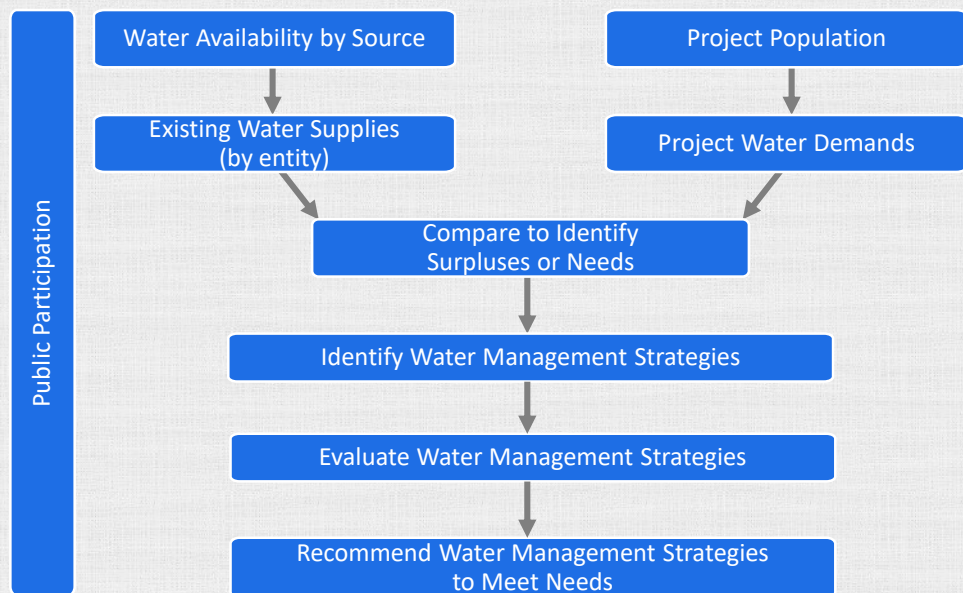 Public Participation
Water Availability by Source
Project Population
Existing Water Supplies
(by entity)
Project Water Demands
Compare to Identify
Surpluses or Needs
Identify Water Management Strategies
Evaluate Water Management Strategies
Recommend Water Management Strategies
to Meet Needs